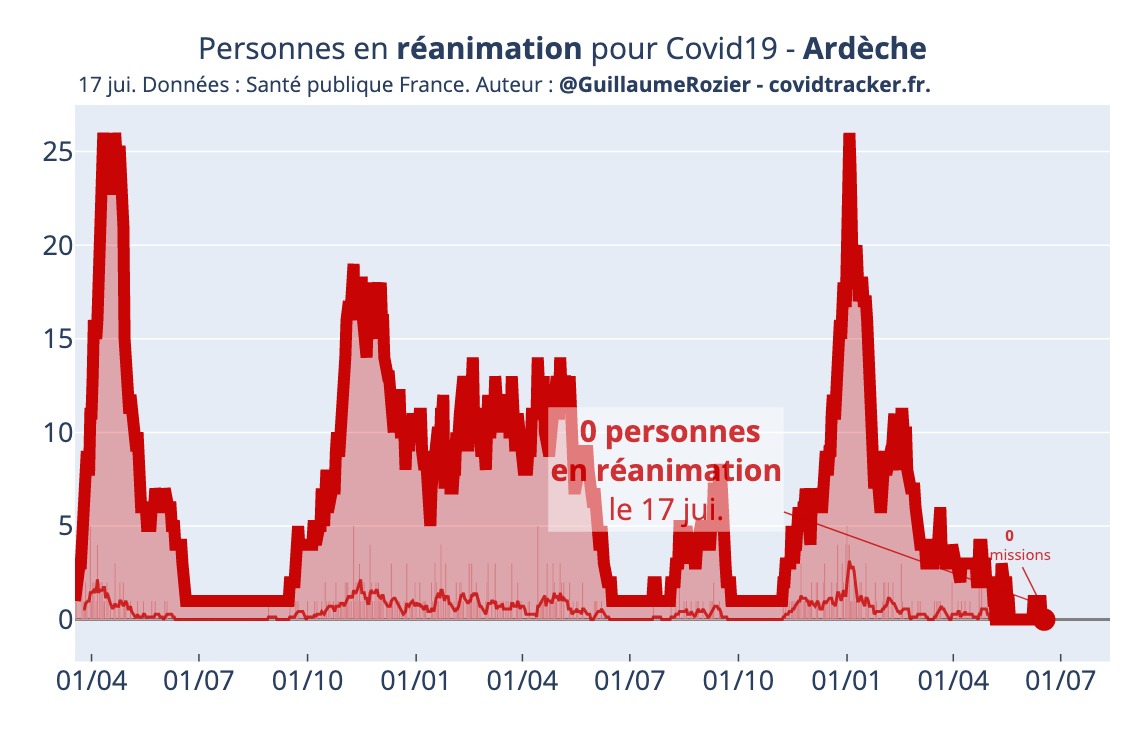 Personnes en réanimation pour Covid19 - Ardèche
17 jui. Données : Santé publique France. Auteur : @GuillaumeRozier - covidtracker.fr.
25
20
15
10
5
0
0 personnes
en réanimation
le 17 jui.
0
missions
01/04
01/07
01/10
01/01
01/04
01/07
01/10
01/01
01/04
01/07